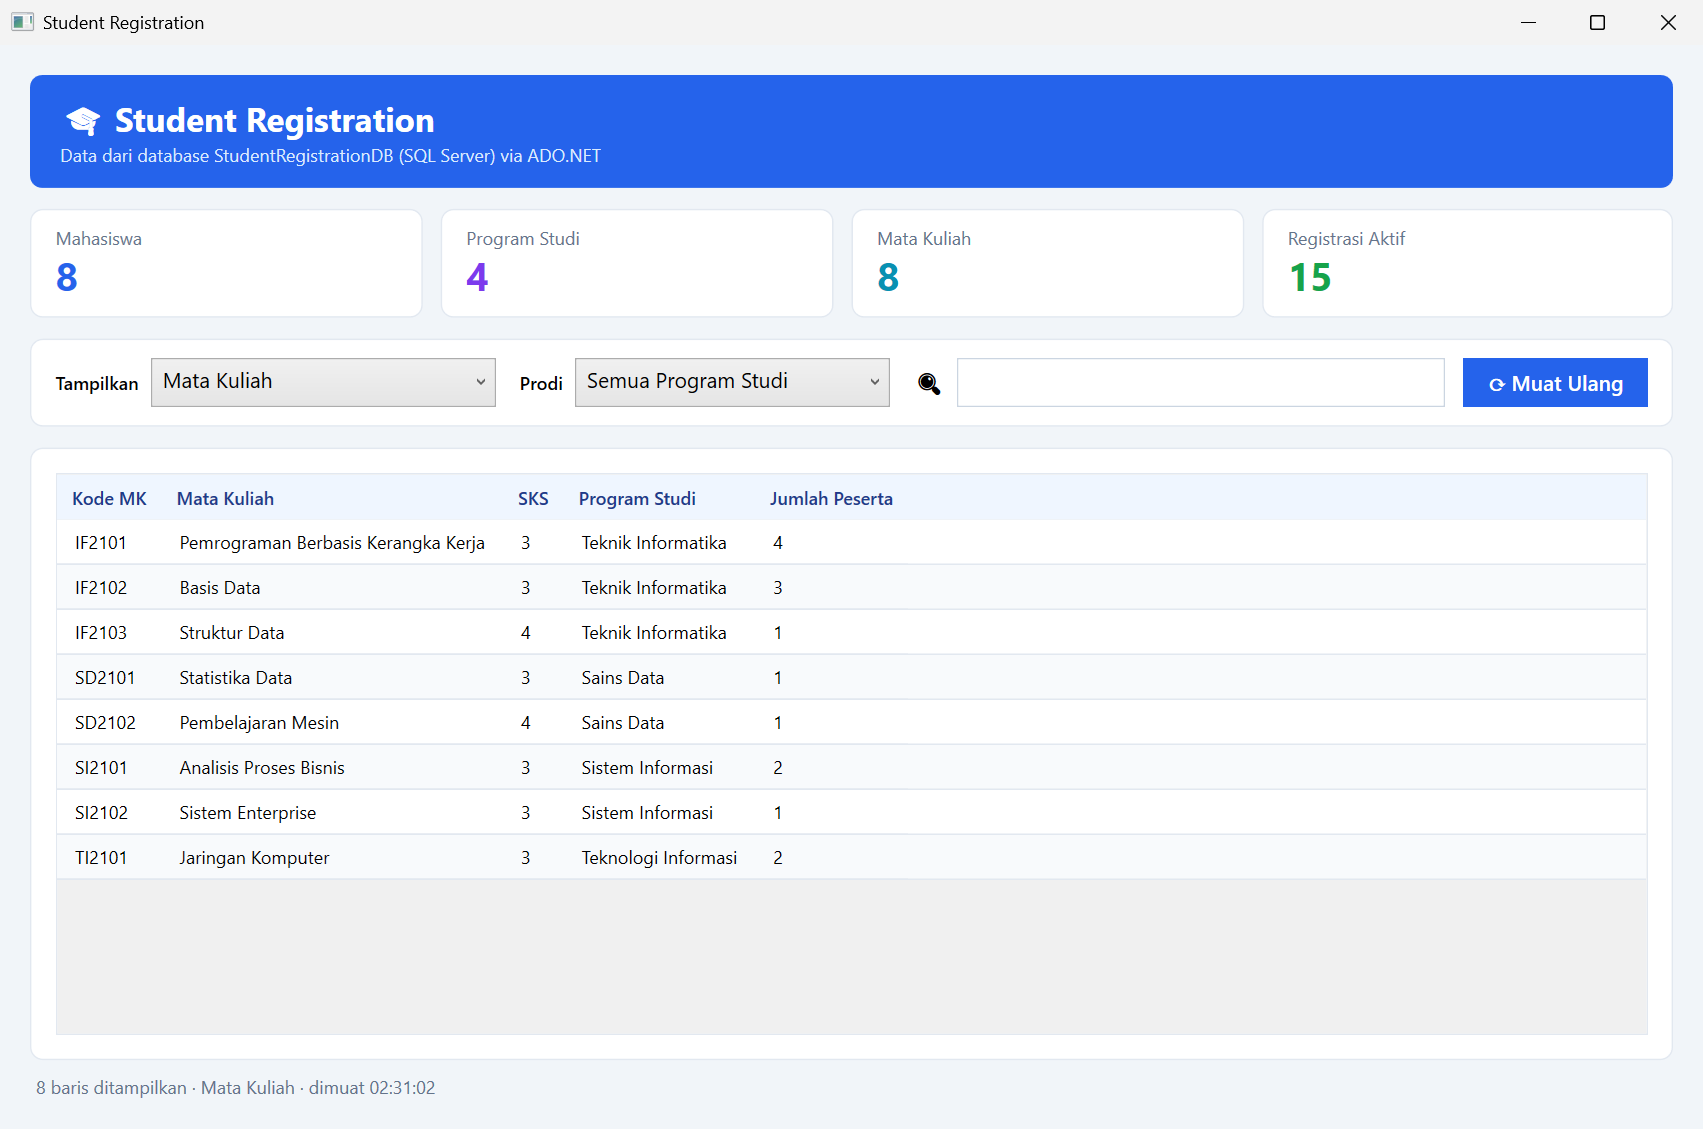 Student Registration
Student Registration
Data dari database StudentRegistrationDB (SQL Server) via ADO.NET
Mahasiswa
8
Program Studi
4
Mata Kuliah
8
Registrasi Aktif
15
Tampilkan Mata Kuliah Prodi Semua Program Studi ⟳ Muat Ulang
Kode MK Mata Kuliah SKS Program Studi Jumlah Peserta
IF2101 Pemrograman Berbasis Kerangka Kerja 3 Teknik Informatika 4
IF2102 Basis Data 3 Teknik Informatika 3
IF2103 Struktur Data 4 Teknik Informatika 1
SD2101 Statistika Data 3 Sains Data 1
SD2102 Pembelajaran Mesin 4 Sains Data 1
SI2101 Analisis Proses Bisnis 3 Sistem Informasi 2
SI2102 Sistem Enterprise 3 Sistem Informasi 1
TI2101 Jaringan Komputer 3 Teknologi Informasi 2
8 baris ditampilkan · Mata Kuliah · dimuat 02:31:02